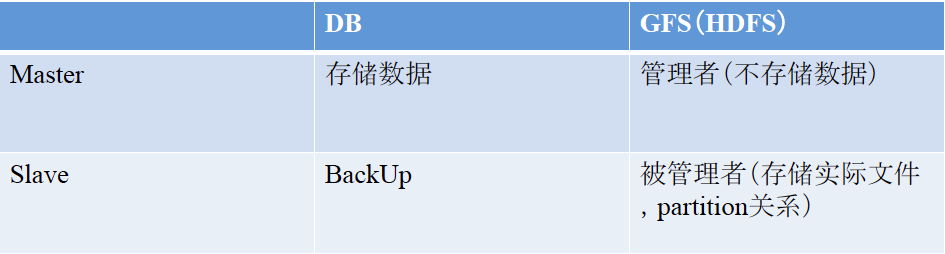 DB
GFS（HDFS）
Master
存储数据
管理者（不存储数据）
Slave
BackUp
被管理者（存储实际文件
，partition关系）